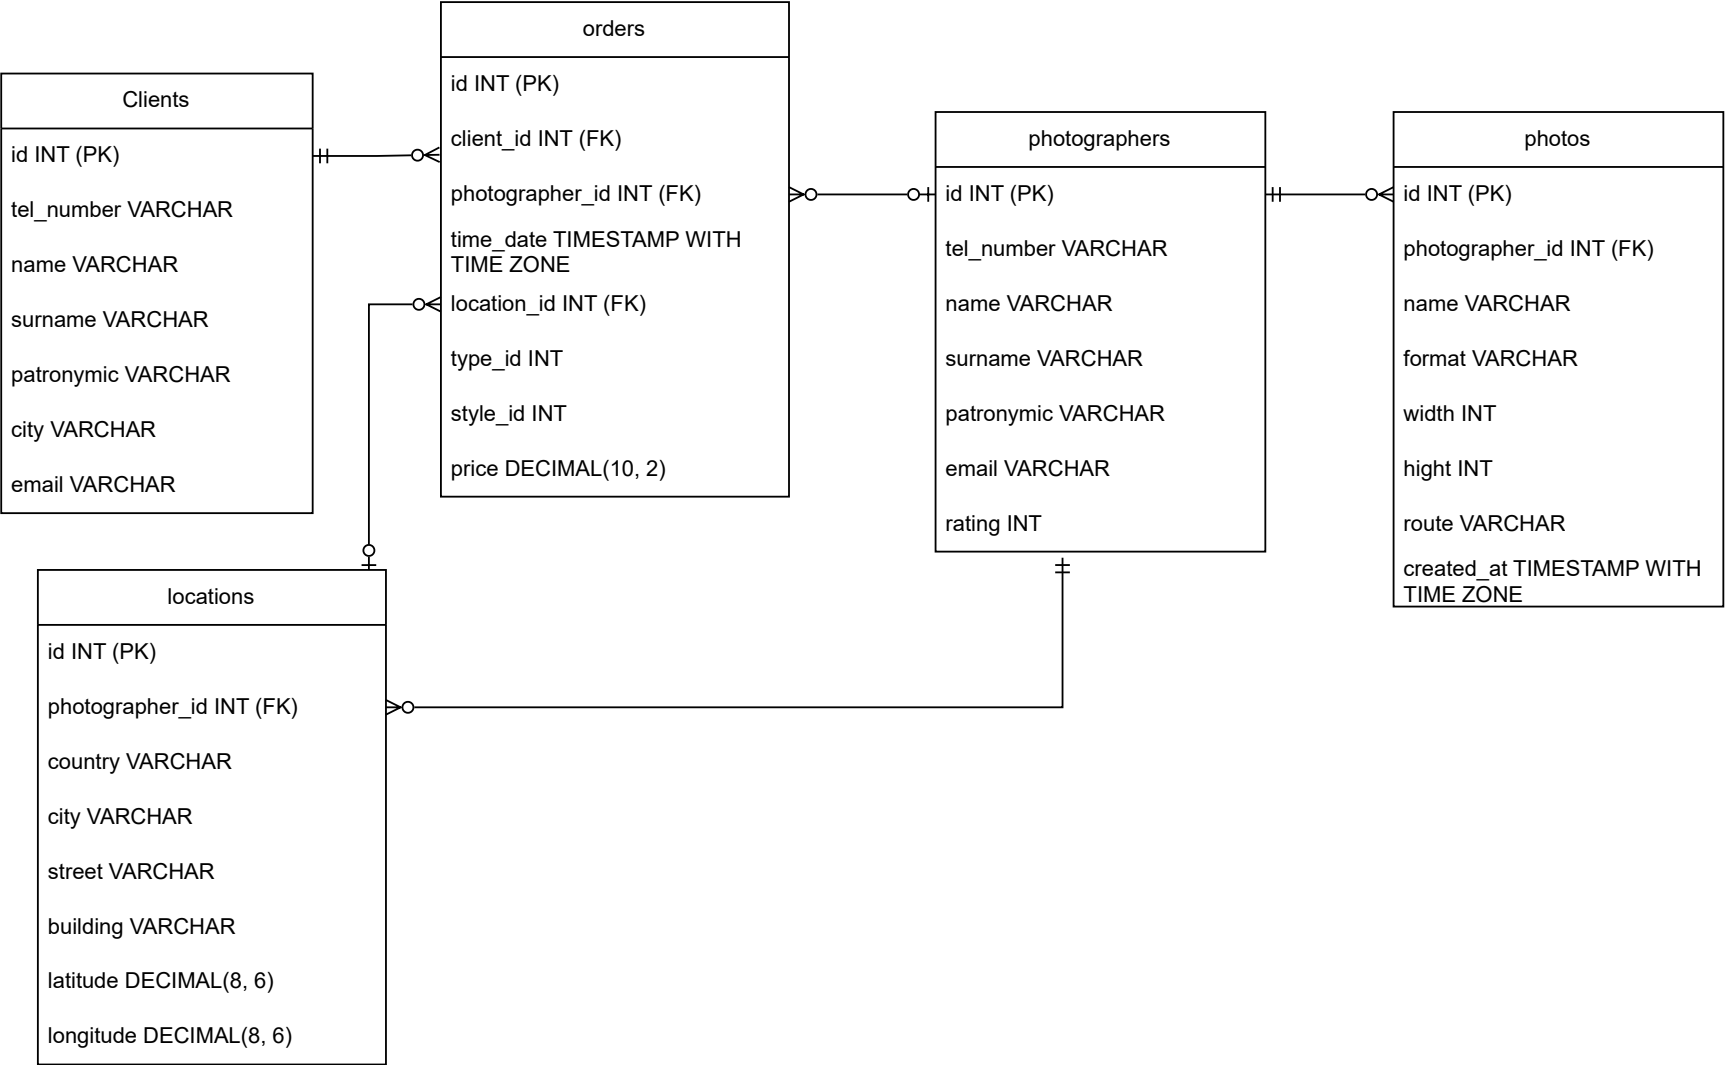 Clients
id INT (PK)
tel_number VARCHAR
name VARCHAR
surname VARCHAR
patronymic VARCHAR
city VARCHAR
email VARCHAR
orders
id INT (PK)
client_id INT (FK)
photographer_id INT (FK)
time_date TIMESTAMP WITH
TIME ZONE
location_id INT (FK)
type_id INT
style_id INT
price DECIMAL(10, 2)
photographers
id INT (PK)
tel_number VARCHAR
name VARCHAR
surname VARCHAR
patronymic VARCHAR
email VARCHAR
rating INT
photos
id INT (PK)
photographer_id INT (FK)
name VARCHAR
format VARCHAR
width INT
hight INT
route VARCHAR
created_at TIMESTAMP WITH
TIME ZONE
locations
id INT (PK)
photographer_id INT (FK)
country VARCHAR
city VARCHAR
street VARCHAR
building VARCHAR
latitude DECIMAL(8, 6)
longitude DECIMAL(8, 6)